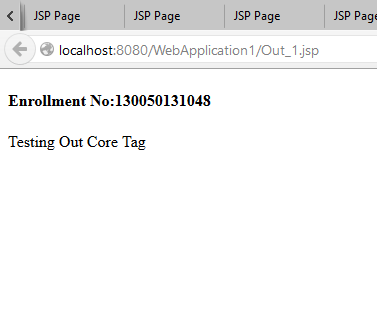 JSP Page JSP Page JSP Page JSP Pa
localhost:8080/WebApplication1/Out_1.jsp
Enrollment No:130050131048
Testing Out Core Tag